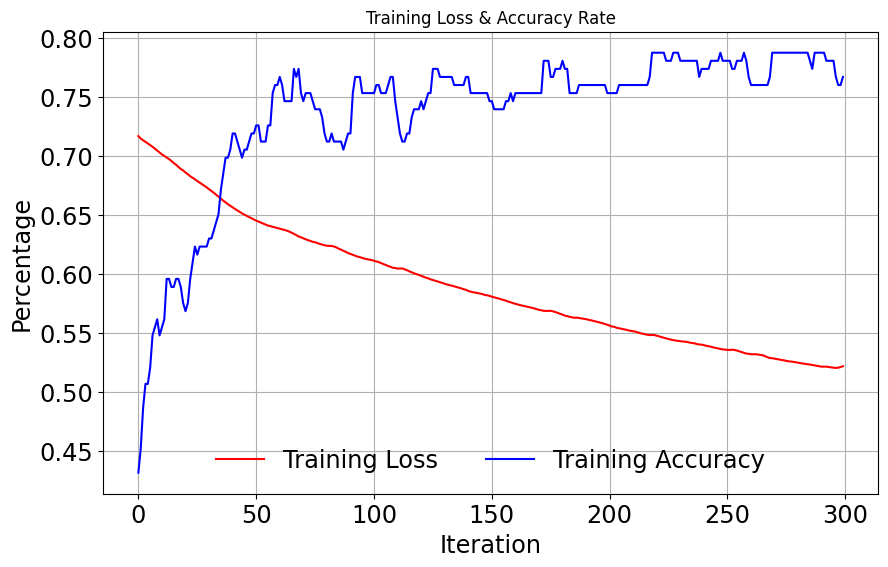 Training Loss & Accuracy Rate
0.80
0.75
0.70
0.65
0.60
0.55
0.50
0.45
Percentage
Training Loss Training Accuracy
0 50 100 150 200 250 300
Iteration